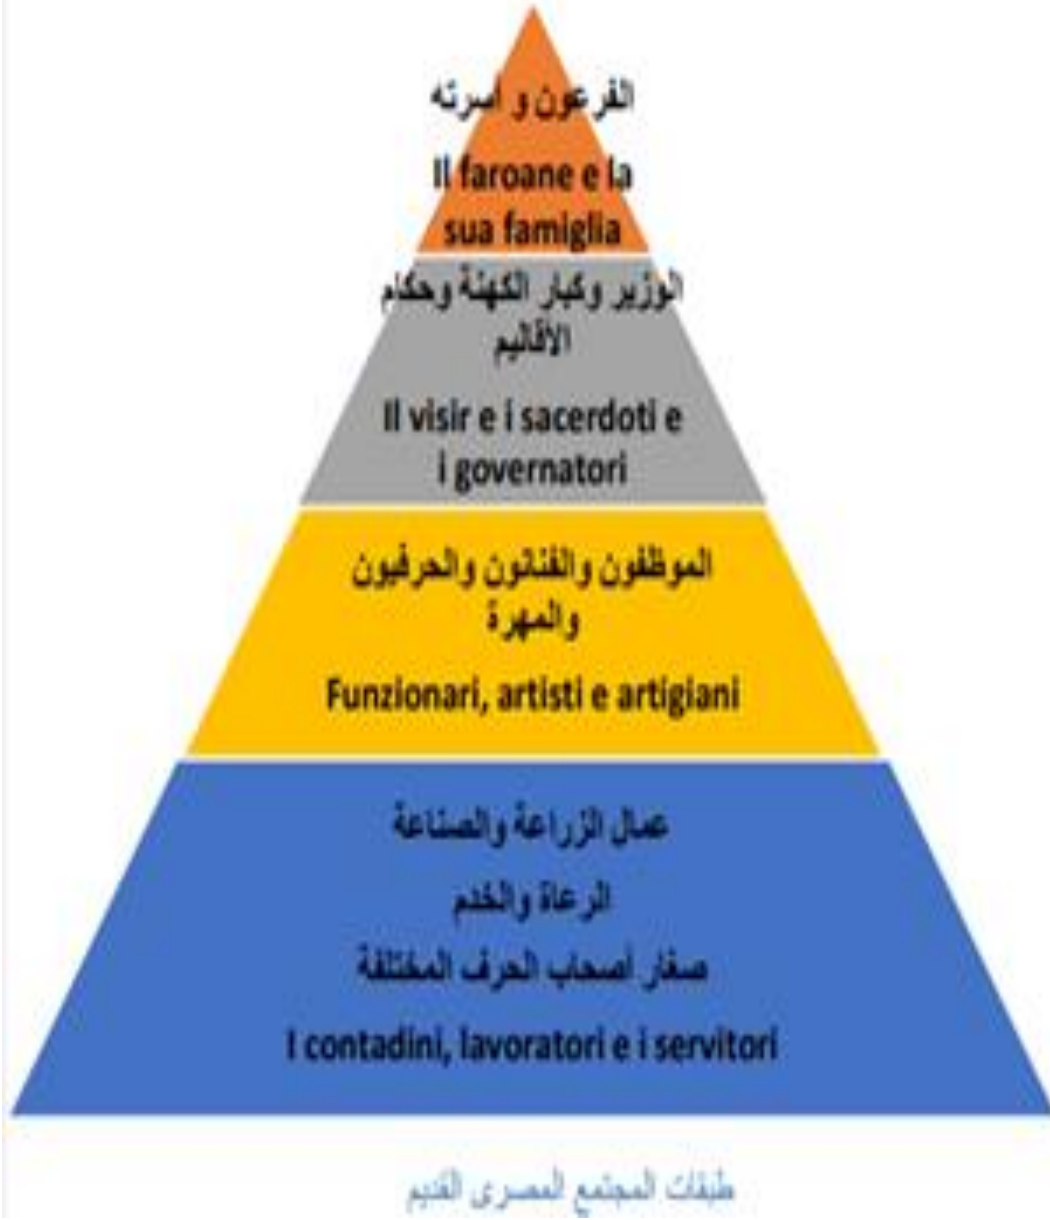 الفرعون و أسرته
Il faroane e la
sua famiglia
الوزير وكبار الكهنة وحكام
الأقاليم
Il visir e i sacerdoti e
i governatori
الموظفون والفنانون والحرفيون
والمهرة
Funzionari, artisti e artigiani
عمال الزراعة والصناعة
الرعاة والخدم
صغار أصحاب الحرف المختلفة
I contadini, lavoratori e i servitori
طبقات المجتمع المصرى القديم